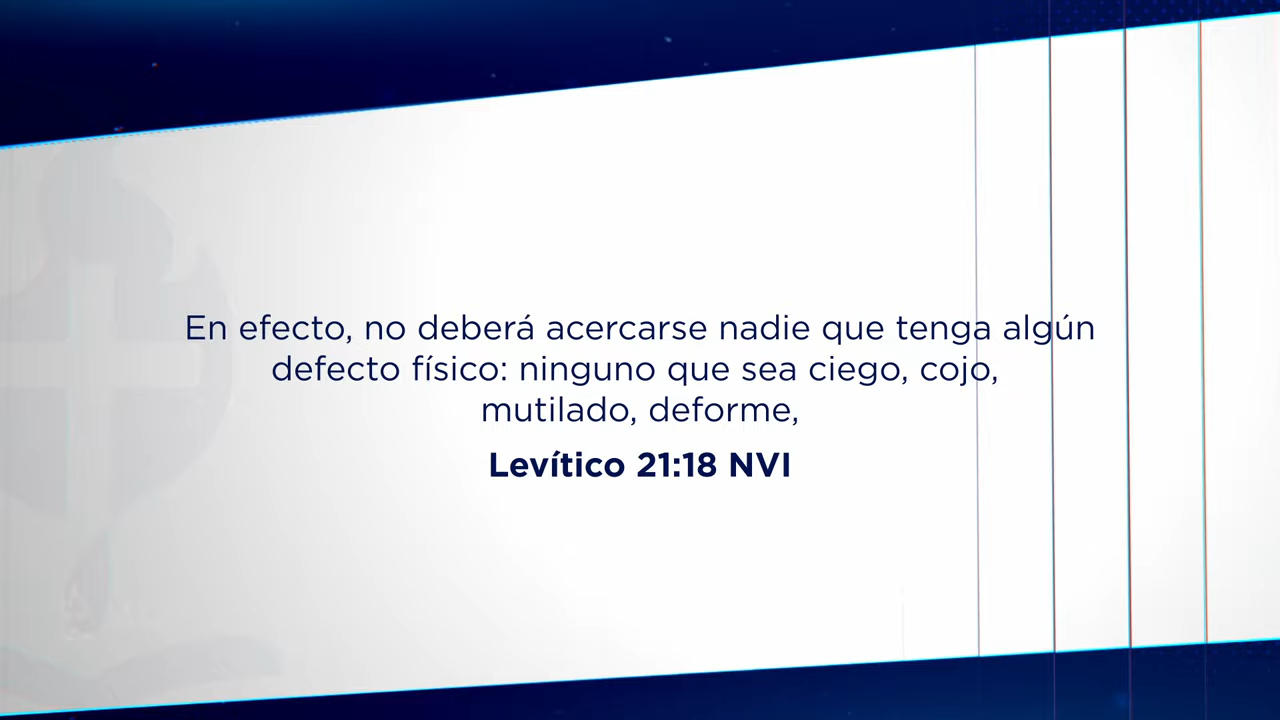 En efecto, no deberá acercarse nadie que tenga algún
defecto físico: ninguno que sea ciego, cojo,
mutilado, deforme,
Levítico 21:18 NVI